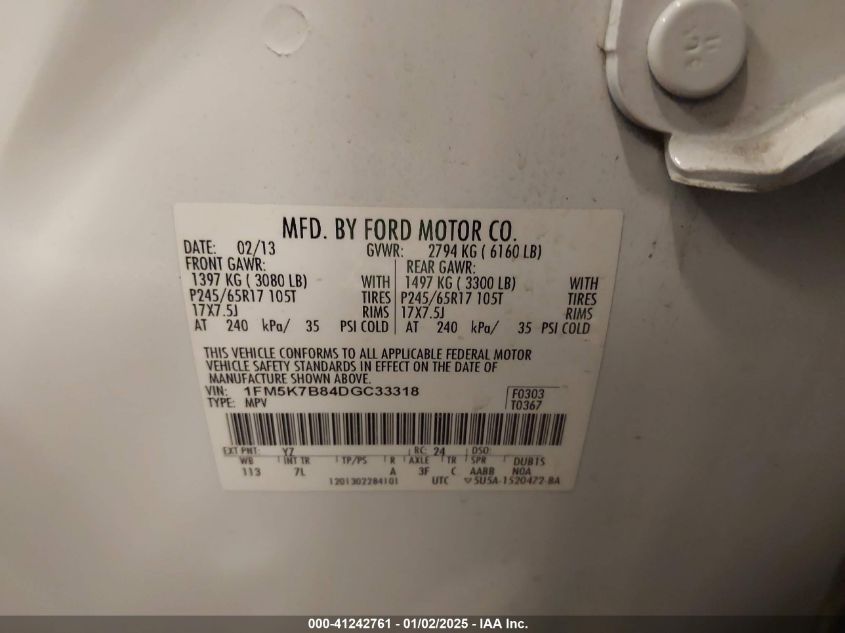 MFD. BY FORD MOTOR CO.
DATE: 02/13 GVWR: 2794 KG ( 6160 LB)
FRONT GAWR: REAR GAWR:
1397 KG ( 3080 LB) WITH 1497 KG ( 3300 LB) WITH
P245/65R17 105T TIRES P245/65R17 105T TIRES
17X7.5J RIMS 17X7.5J RIMS
AT 240 kPa/ 35 PSI COLD AT 240 kPa/ 35 PSI COLD
THIS VEHICLE CONFORMS TO ALL APPLICABLE FEDERAL MOTOR
VEHICLE SAFETY STANDARDS IN EFFECT ON THE DATE OF
MANUFACTURE SHOWN ABOVE.
VIN: 1FM5K7B84DGC33318 F0303
TYPE: MPV T0367
EXT PNT: Y7 RC: 24 DSO:
WB INT TR TP/PS R AXLE TR SPR DUBTS
113 7L A 3F C AABB NOA
1201302284101 UTC ▽5U5A-1520472-BA
000-41242761 - 01/02/2025 - IAA Inc.